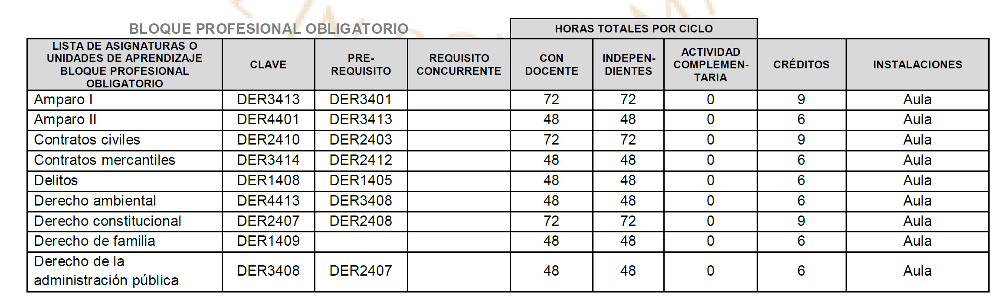 BLOQUE PROFESIONAL OBLIGATORIO
HORAS TOTALES POR CICLO
LISTA DE ASIGNATURAS O
UNIDADES DE APRENDIZAJE
BLOQUE PROFESIONAL
OBLIGATORIO
CLAVE
PRE-
REQUISITO
REQUISITO
CONCURRENTE
CON
DOCENTE
INDEPEN-
DIENTES
ACTIVIDAD
COMPLEMEN-
TARIA
CRÉDITOS
INSTALACIONES
Amparo I DER3413 DER3401 72 72 0 9 Aula
Amparo II DER4401 DER3413 48 48 0 6 Aula
Contratos civiles DER2410 DER2403 72 72 0 9 Aula
Contratos mercantiles DER3414 DER2412 48 48 0 6 Aula
Delitos DER1408 DER1405 48 48 0 6 Aula
Derecho ambiental DER4413 DER3408 48 48 0 6 Aula
Derecho constitucional DER2407 DER2408 72 72 0 9 Aula
Derecho de familia DER1409 48 48 0 6 Aula
Derecho de la
administración pública DER3408 DER2407 48 48 0 6 Aula